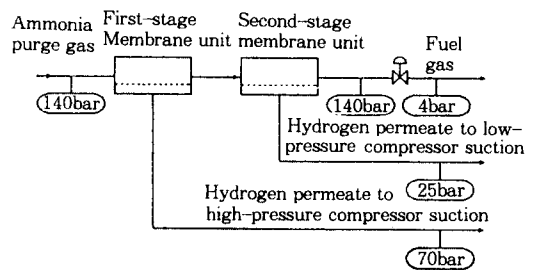 Ammonia
purge gas
First-stage
Membrane unit
Second-stage
membrane unit
Fuel
gas
140bar
140bar
4bar
Hydrogen permeate to low-
pressure compressor suction
25bar
Hydrogen permeate to
high-pressure compressor suction
70bar